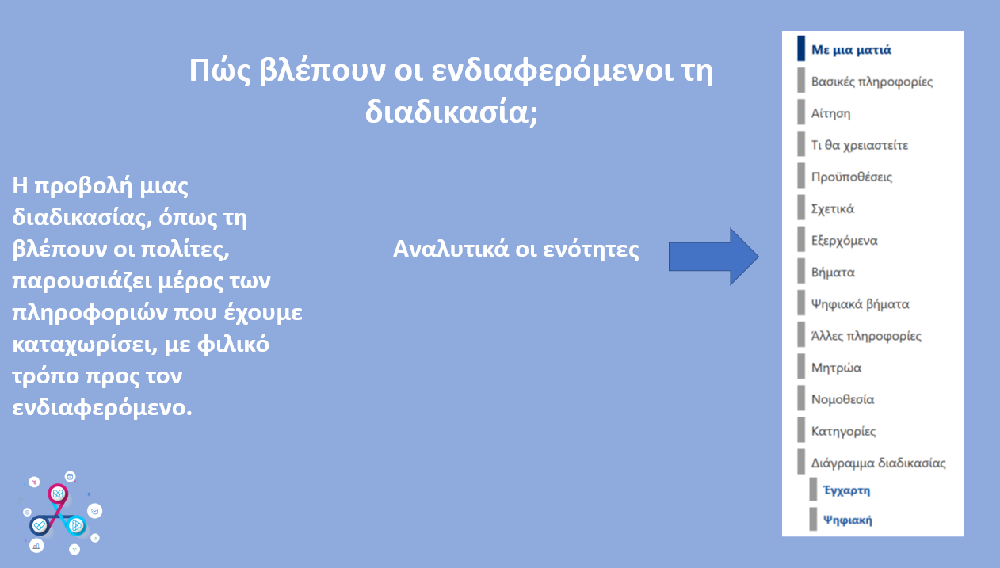 Πώς βλέπουν οι ενδιαφερόμενοι τη
διαδικασία;
Η προβολή μιας
διαδικασίας, όπως τη
βλέπουν οι πολίτες,
παρουσιάζει μέρος των
πληροφοριών που έχουμε
καταχωρίσει, με φιλικό
τρόπο προς τον
ενδιαφερόμενο.
Αναλυτικά οι ενότητες
Με μια ματιά
Βασικές πληροφορίες
Αίτηση
Τι θα χρειαστείτε
Προϋποθέσεις
Σχετικά
Εξερχόμενα
Βήματα
Ψηφιακά βήματα
Άλλες πληροφορίες
Μητρώα
Νομοθεσία
Κατηγορίες
Διάγραμμα διαδικασίας
Έγχαρτη
Ψηφιακή